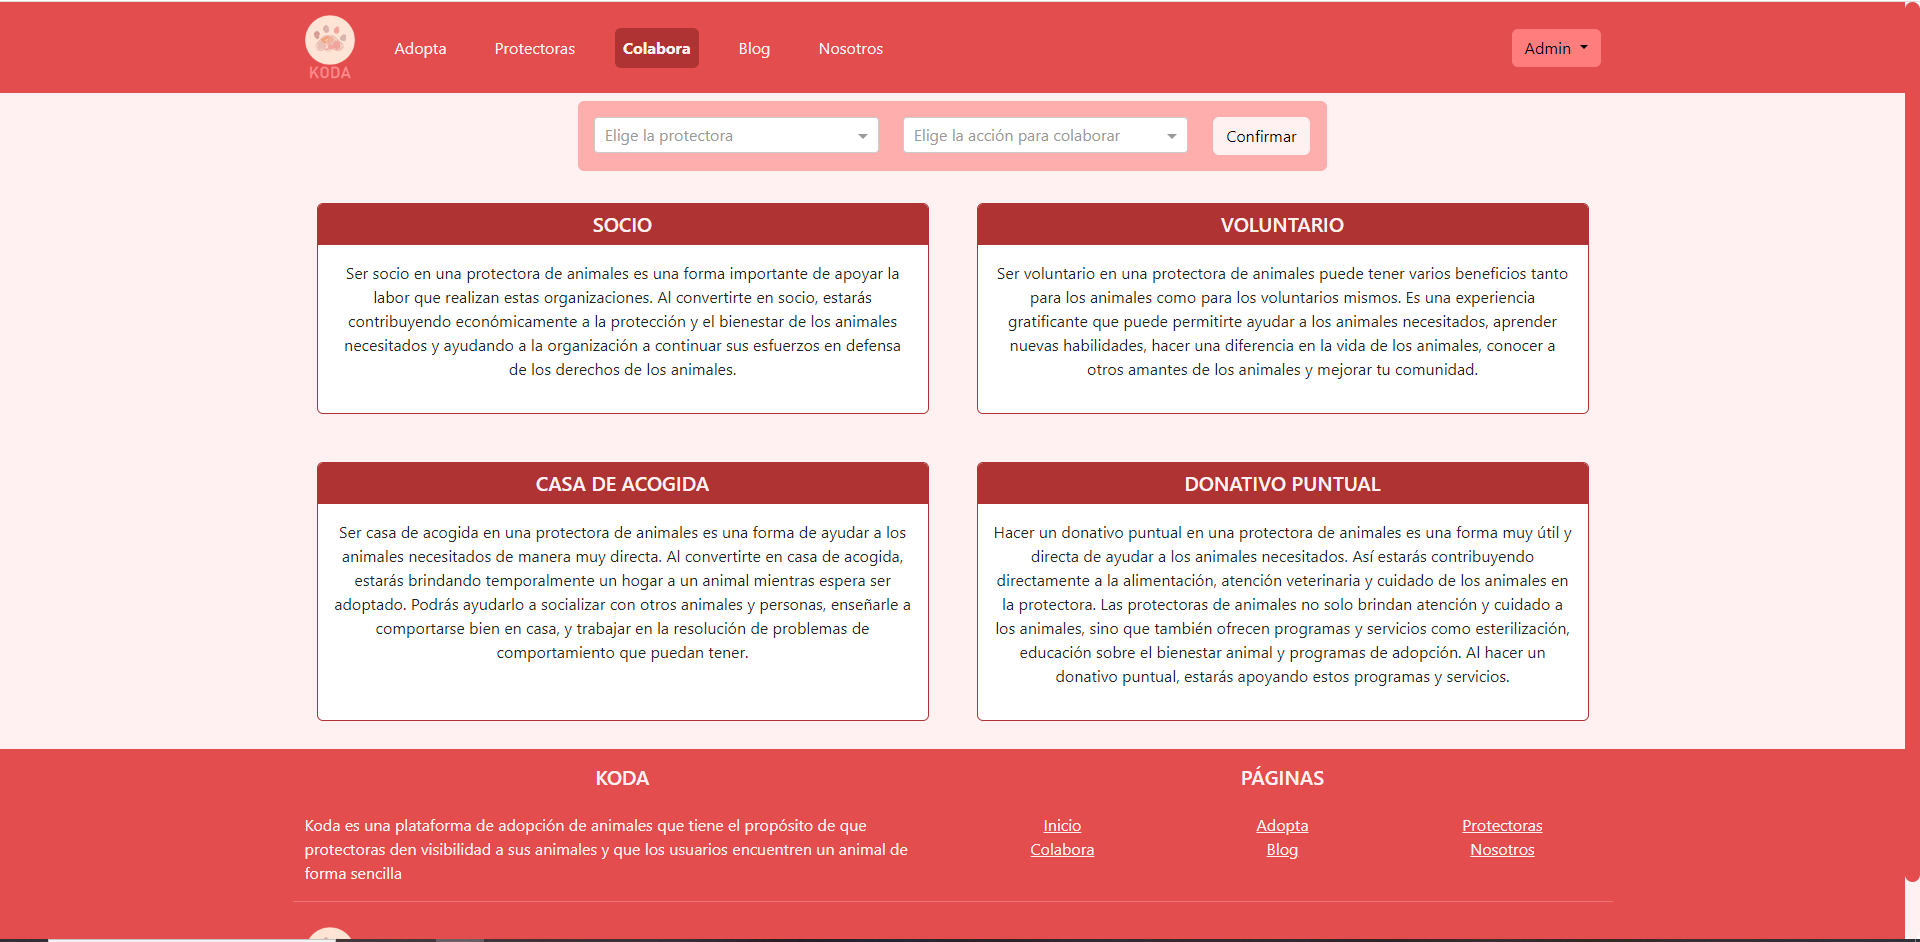 KODA
Adopta
Protectoras
Colabora
Blog
Nosotros
Admin
Elige la protectora
Elige la acción para colaborar
Confirmar
SOCIO
Ser socio en una protectora de animales es una forma importante de apoyar la
labor que realizan estas organizaciones. Al convertirte en socio, estarás
contribuyendo económicamente a la protección y el bienestar de los animales
necesitados y ayudando a la organización a continuar sus esfuerzos en defensa
de los derechos de los animales.
VOLUNTARIO
Ser voluntario en una protectora de animales puede tener varios beneficios tanto
para los animales como para los voluntarios mismos. Es una experiencia
gratificante que puede permitirte ayudar a los animales necesitados, aprender
nuevas habilidades, hacer una diferencia en la vida de los animales, conocer a
otros amantes de los animales y mejorar tu comunidad.
CASA DE ACOGIDA
Ser casa de acogida en una protectora de animales es una forma de ayudar a los
animales necesitados de manera muy directa. Al convertirte en casa de acogida,
estarás brindando temporalmente un hogar a un animal mientras espera ser
adoptado. Podrás ayudarlo a socializar con otros animales y personas, enseñarle a
comportarse bien en casa, y trabajar en la resolución de problemas de
comportamiento que puedan tener.
DONATIVO PUNTUAL
Hacer un donativo puntual en una protectora de animales es una forma muy útil y
directa de ayudar a los animales necesitados. Así estarás contribuyendo
directamente a la alimentación, atención veterinaria y cuidado de los animales en
la protectora. Las protectoras de animales no solo brindan atención y cuidado a
los animales, sino que también ofrecen programas y servicios como esterilización,
educación sobre el bienestar animal y programas de adopción. Al hacer un
donativo puntual, estarás apoyando estos programas y servicios.
KODA
Koda es una plataforma de adopción de animales que tiene el propósito de que
protectoras den visibilidad a sus animales y que los usuarios encuentren un animal de
forma sencilla
PÁGINAS
Inicio
Adopta
Protectoras
Colabora
Blog
Nosotros